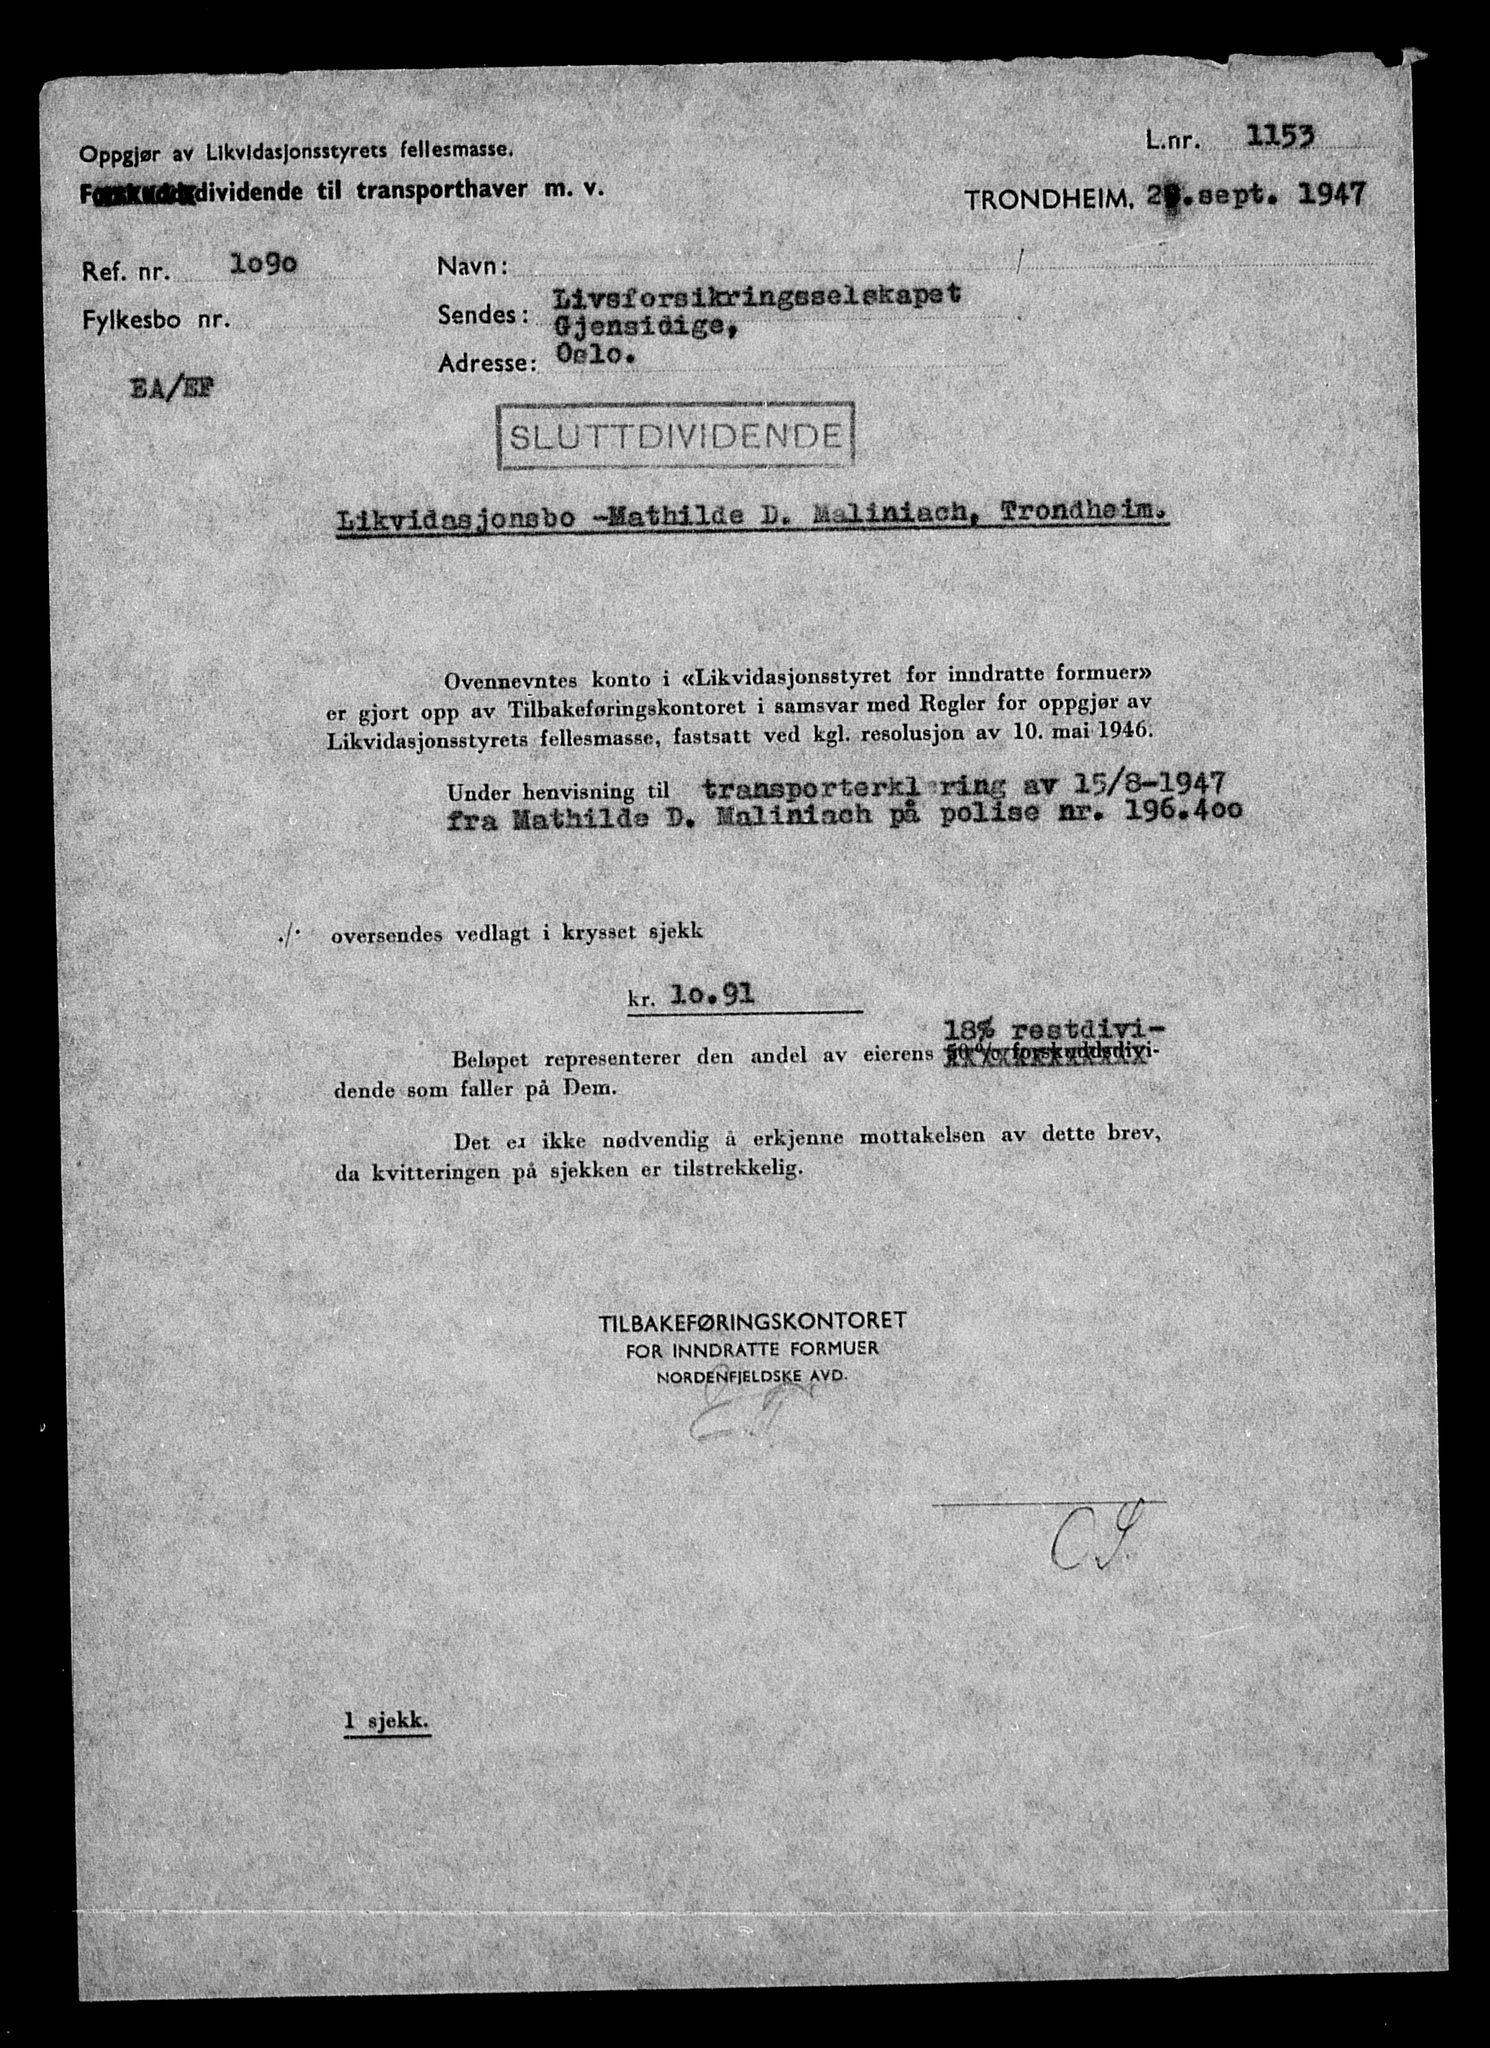 L.nr. 1153
Oppgjør av Likvidasjonsstyrets fellesmasse.
Forskuddsdividende til transporthaver m. v.
TRONDHEIM, .sept. 1947
Ref. nr. 1090
Navn:
Fylkesbo nr.
Sendes: Livsforsikringsselskapet
Gjensidige,
Adresse: Oslo.
EA/EF
SLUTTDIVIDENDE
Likvidasjonsbo -Mathilde D. Maliniach, Trondheim.
Ovennevntes konto i «Likvidasjonsstyret for inndratte formuer»
er gjort opp av Tilbakeføringskontoret i samsvar med Regler for oppgjør av
Likvidasjonsstyrets fellesmasse, fastsatt ved kgl. resolusjon av 10. mai 1946.
Under henvisning til transporterklæring av 15/8-1947
fra Mathilde D. Maliniach på polise nr. 196.400
./. oversendes vedlagt i krysset sjekk
kr. 10.91
18% restdivi-
Beløpet representerer den andel av eierens 50 % forskuddsdivi-
dende som faller på Dem.
Det er ikke nødvendig å erkjenne mottakelsen av dette brev,
da kvitteringen på sjekken er tilstrekkelig.
TILBAKEFØRINGSKONTORET
FOR INNDRATTE FORMUER
NORDENFJELDSKE AVD.
1 sjekk.